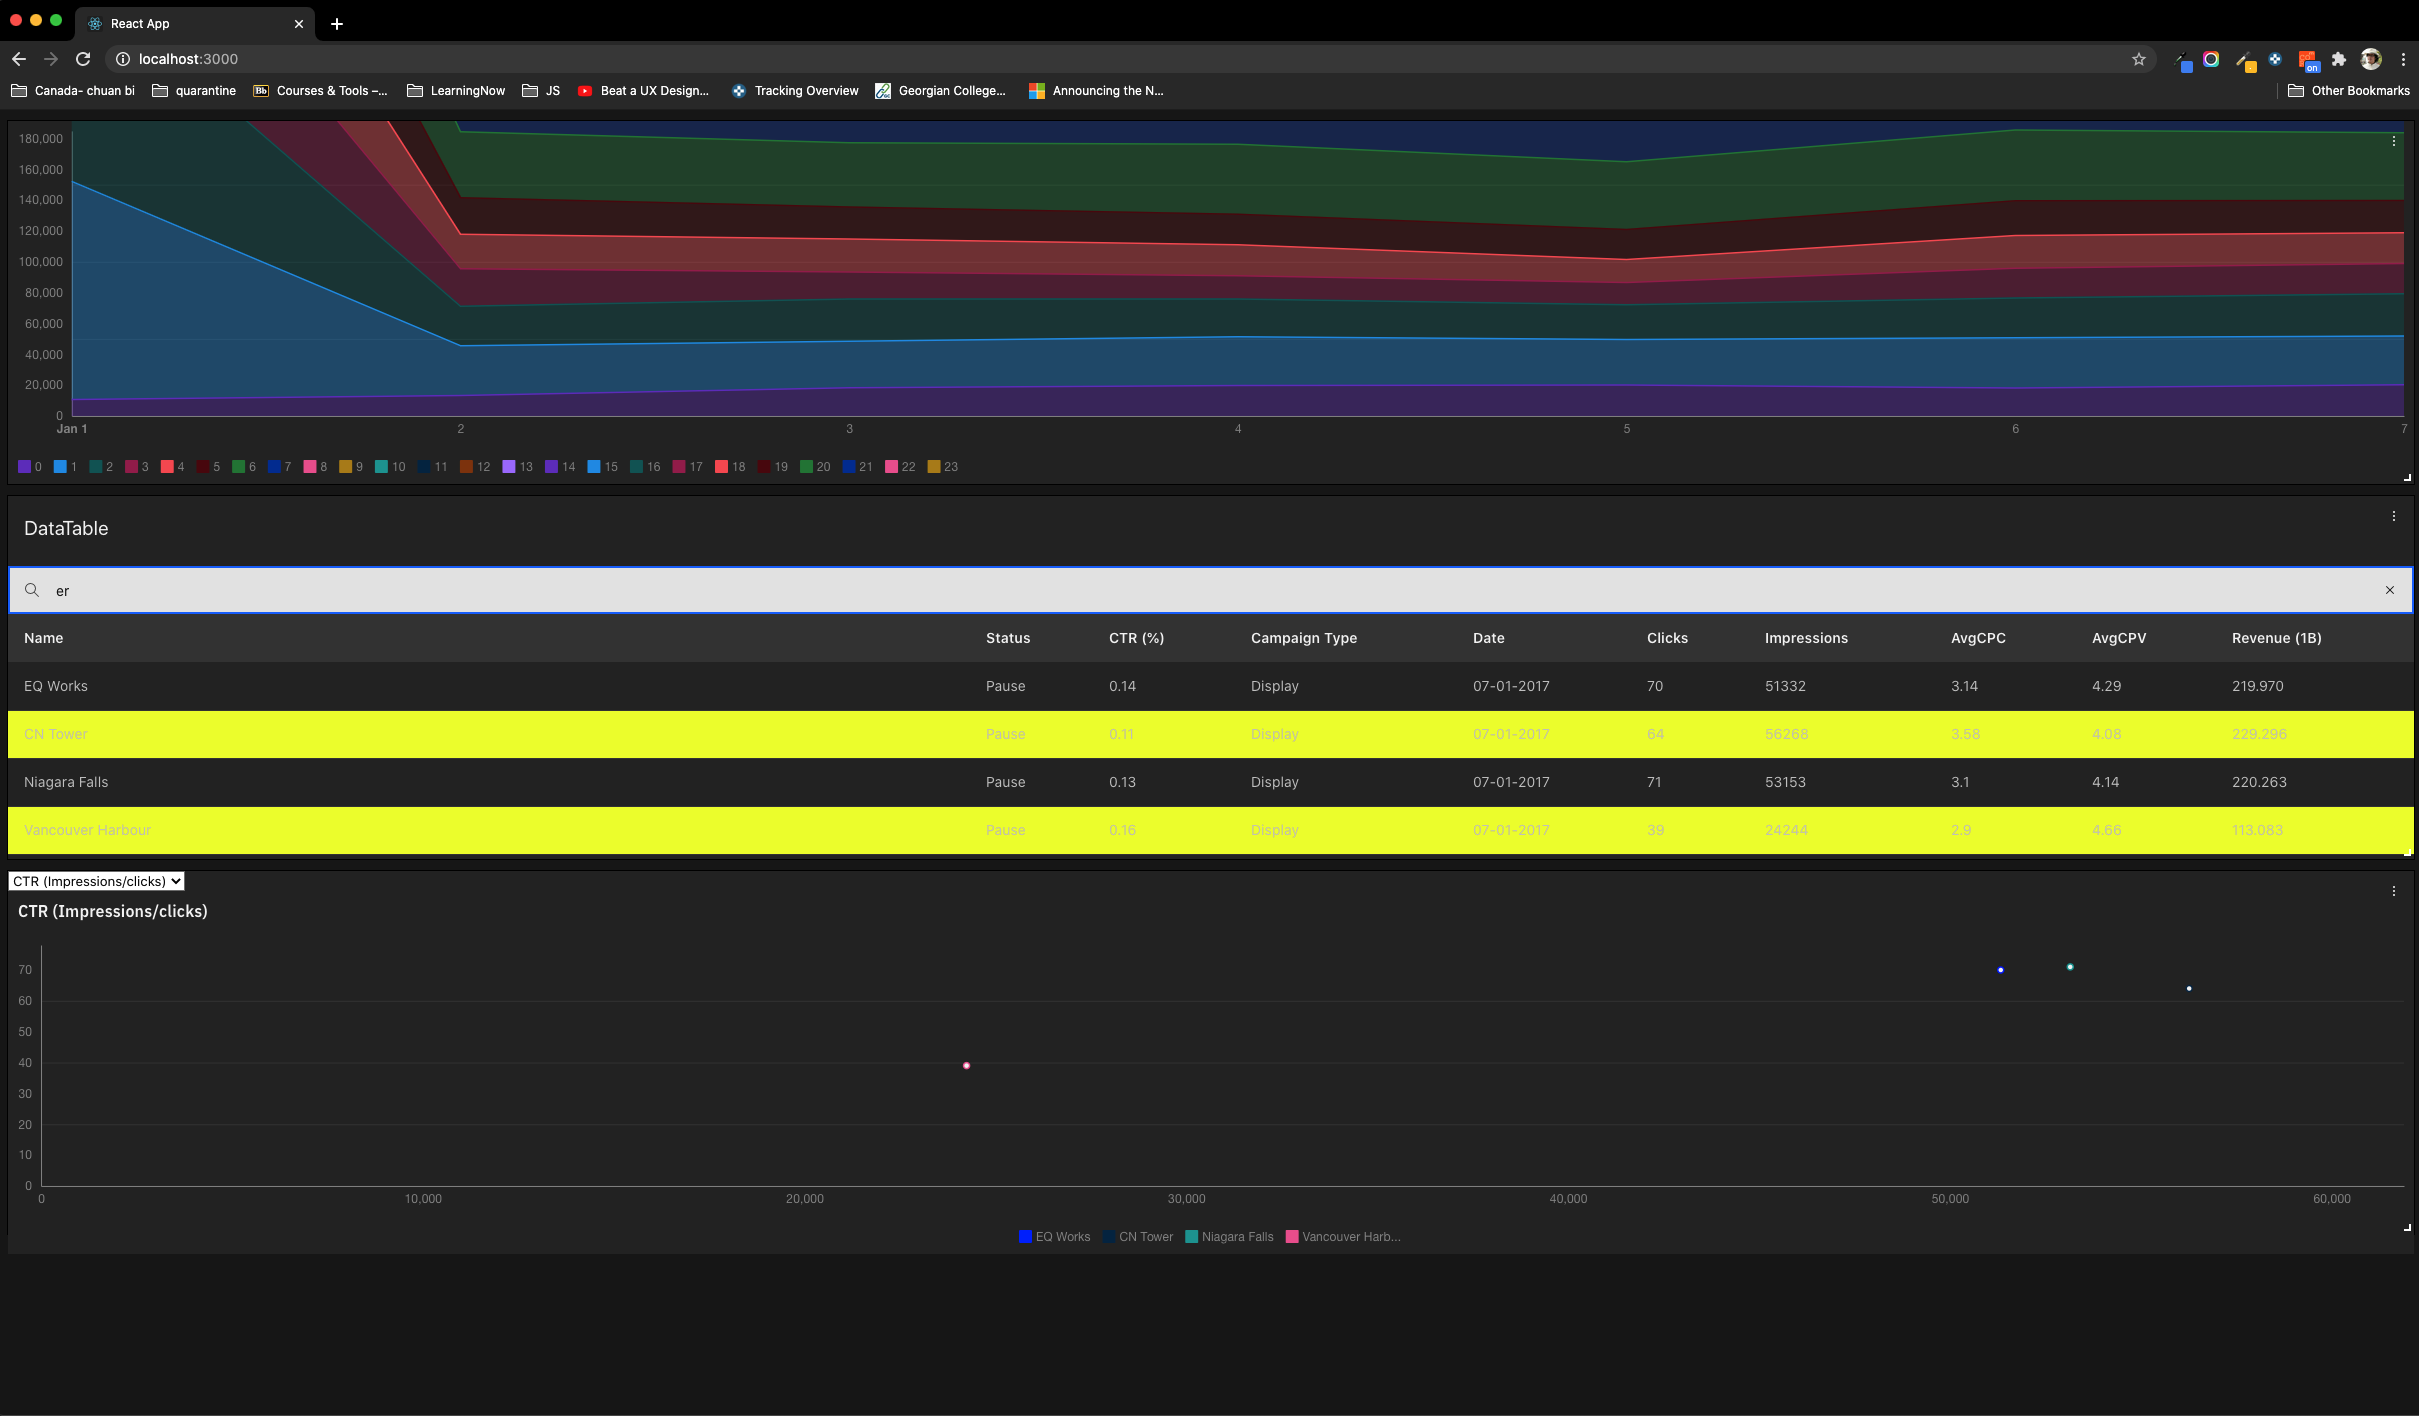 React App
localhost:3000
Canada- chuan bi quarantine Courses & Tools –... LearningNow JS Beat a UX Design... Tracking Overview Georgian College... Announcing the N... Other Bookmarks
on
Bb
180,000
160,000
140,000
120,000
100,000
80,000
60,000
40,000
20,000
0
Jan 1 2 3 4 5 6 7
0 1 2 3 4 5 6 7 8 9 10 11 12 13 14 15 16 17 18 19 20 21 22 23
DataTable
er
Name Status CTR (%) Campaign Type Date Clicks Impressions AvgCPC AvgCPV Revenue (1B)
EQ Works Pause 0.14 Display 07-01-2017 70 51332 3.14 4.29 219.970
CN Tower Pause 0.11 Display 07-01-2017 64 56268 3.58 4.08 229.296
Niagara Falls Pause 0.13 Display 07-01-2017 71 53153 3.1 4.14 220.263
Vancouver Harbour Pause 0.16 Display 07-01-2017 39 24244 2.9 4.66 113.083
CTR (Impressions/clicks)
CTR (Impressions/clicks)
70
60
50
40
30
20
10
0
0 10,000 20,000 30,000 40,000 50,000 60,000
EQ Works CN Tower Niagara Falls Vancouver Harb...